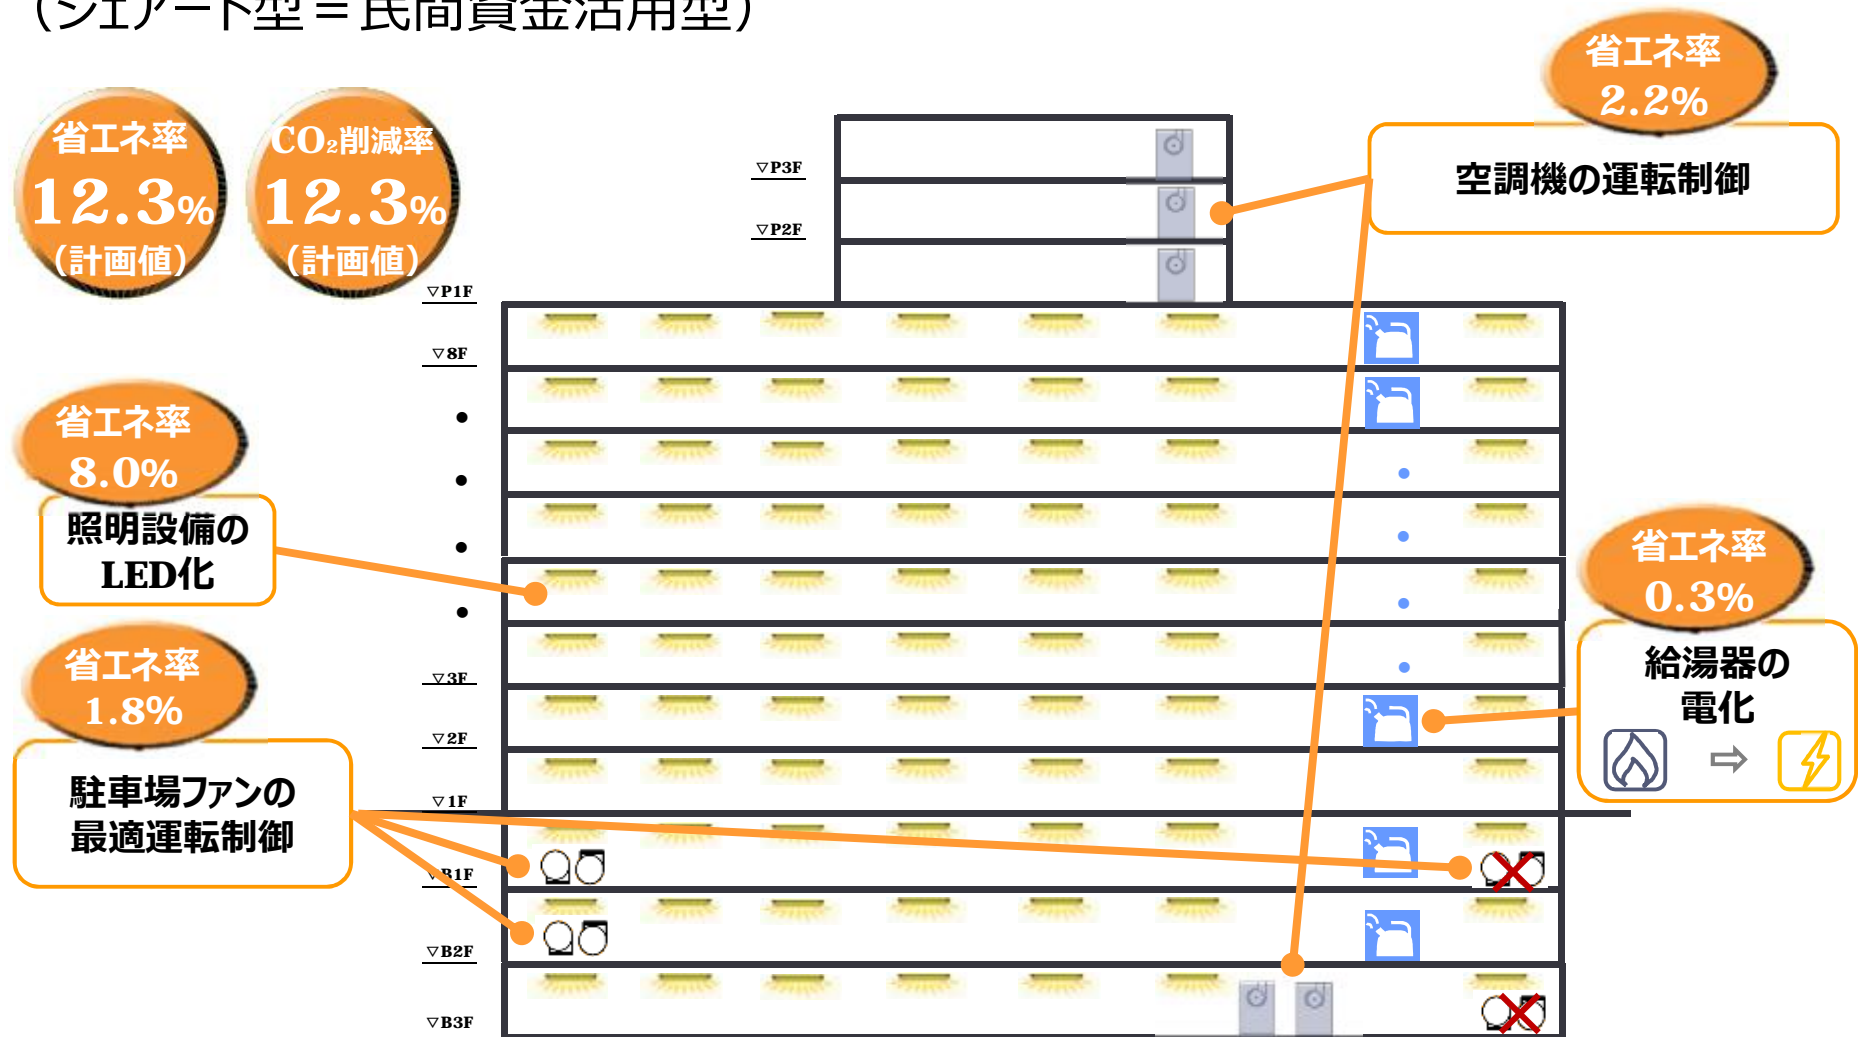 （シェアード型＝民間資金活用型）
省エネ率
12.3%
（計画値）
CO₂削減率
12.3%
（計画値）
省エネ率
2.2%
空調機の運転制御
▽P3F
▽P2F
▽P1F
▽8F
•
•
•
•
▽3F
▽2F
▽1F
▽B1F
▽B2F
▽B3F
省エネ率
8.0%
照明設備の
LED化
省エネ率
1.8%
駐車場ファンの
最適運転制御
省エネ率
0.3%
給湯器の
電化
⇨